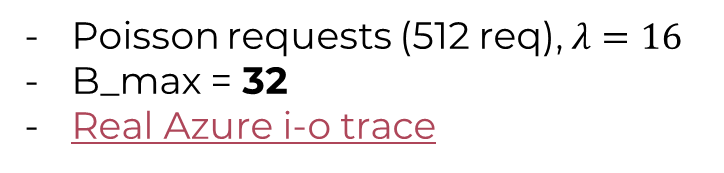 - Poisson requests (512 req), λ = 16
- B_max = 32
- Real Azure i-o trace